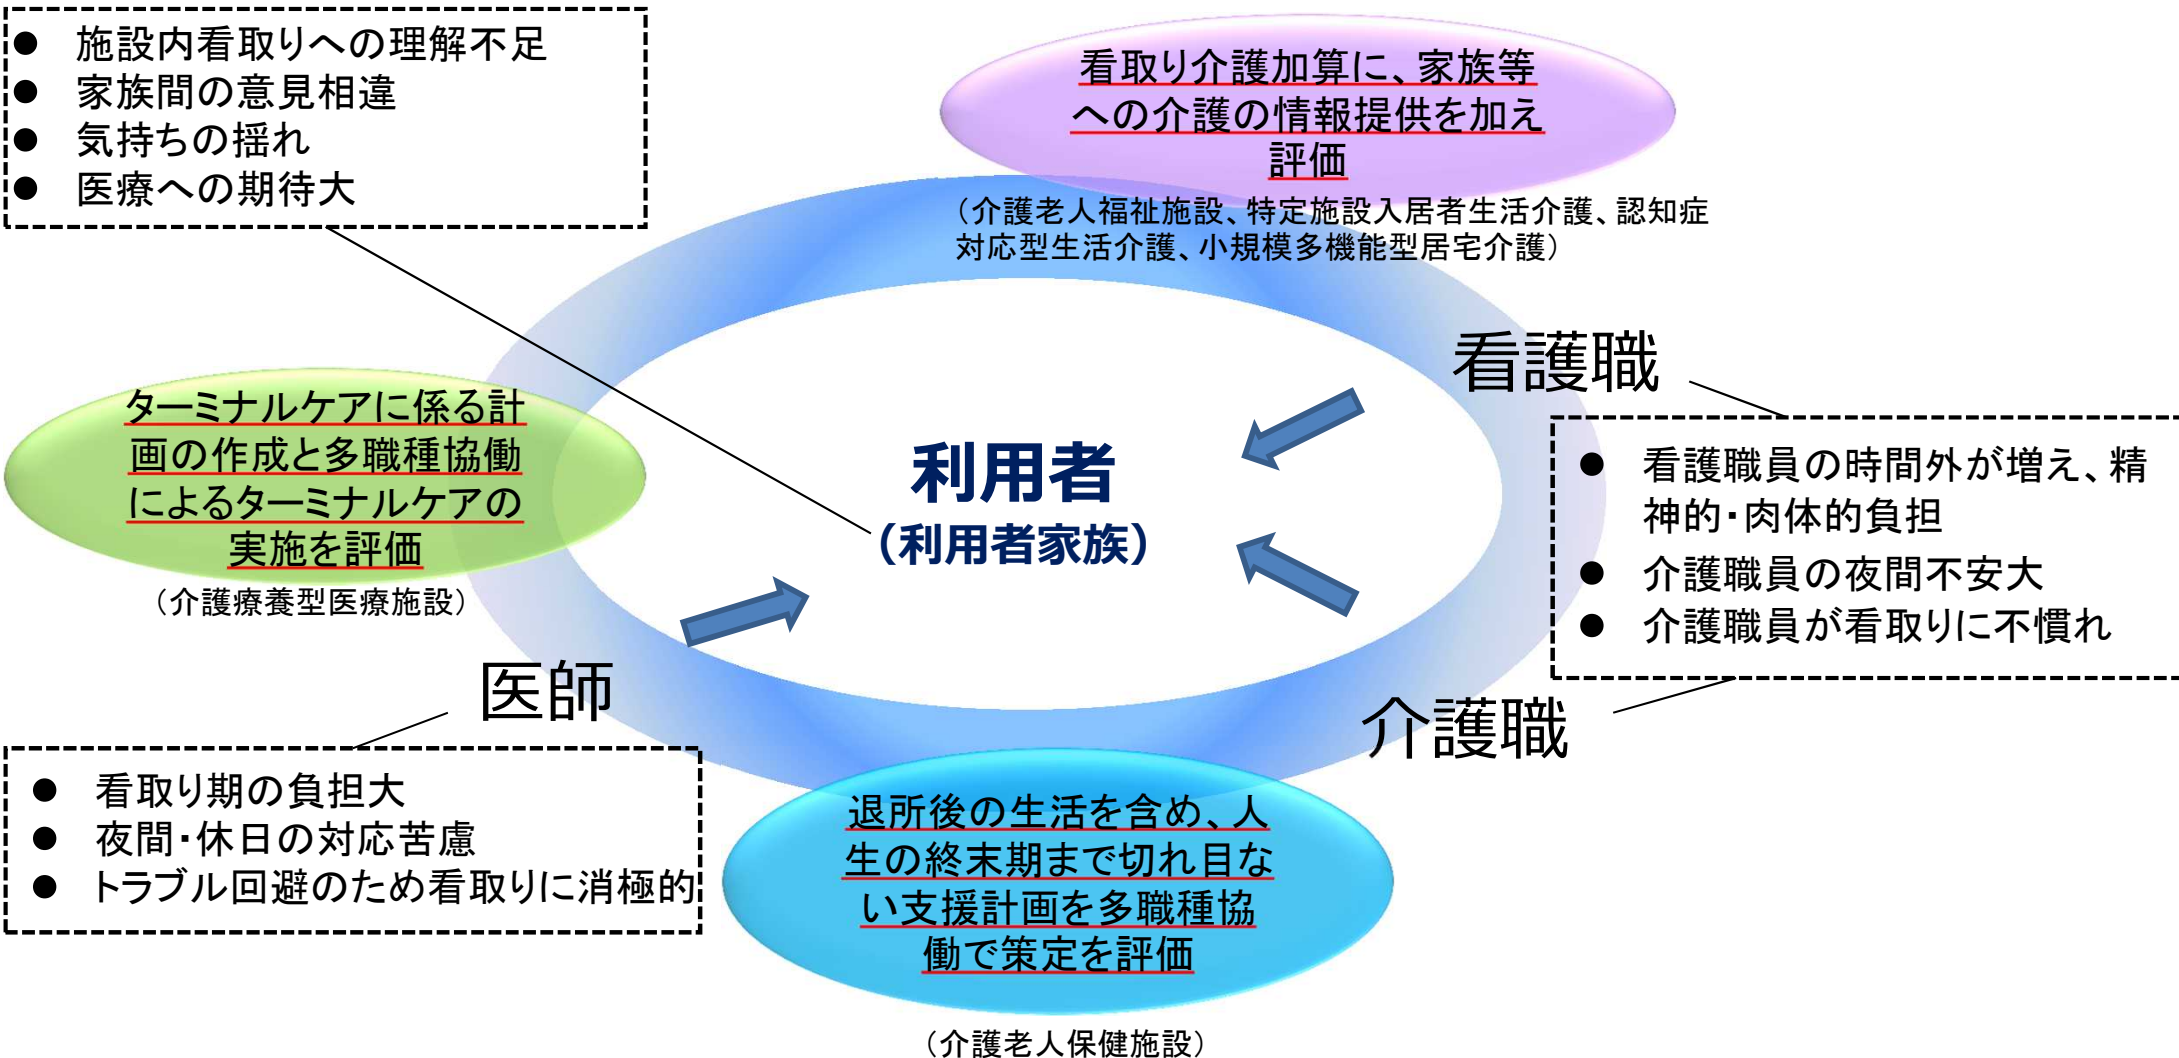 ● 施設内看取りへの理解不足
● 家族間の意見相違
● 気持ちの揺れ
● 医療への期待大
看取り介護加算に、家族等
への介護の情報提供を加え
評価
（介護老人福祉施設、特定施設入居者生活介護、認知症
対応型生活介護、小規模多機能型居宅介護）
ターミナルケアに係る計
画の作成と多職種協働
によるターミナルケアの
実施を評価
（介護療養型医療施設）
利用者
（利用者家族）
看護職
● 看護職員の時間外が増え、精
神的・肉体的負担
● 介護職員の夜間不安大
● 介護職員が看取りに不慣れ
医師
介護職
● 看取り期の負担大
● 夜間・休日の対応苦慮
● トラブル回避のため看取りに消極的
退所後の生活を含め、人
生の終末期まで切れ目な
い支援計画を多職種協
働で策定を評価
（介護老人保健施設）